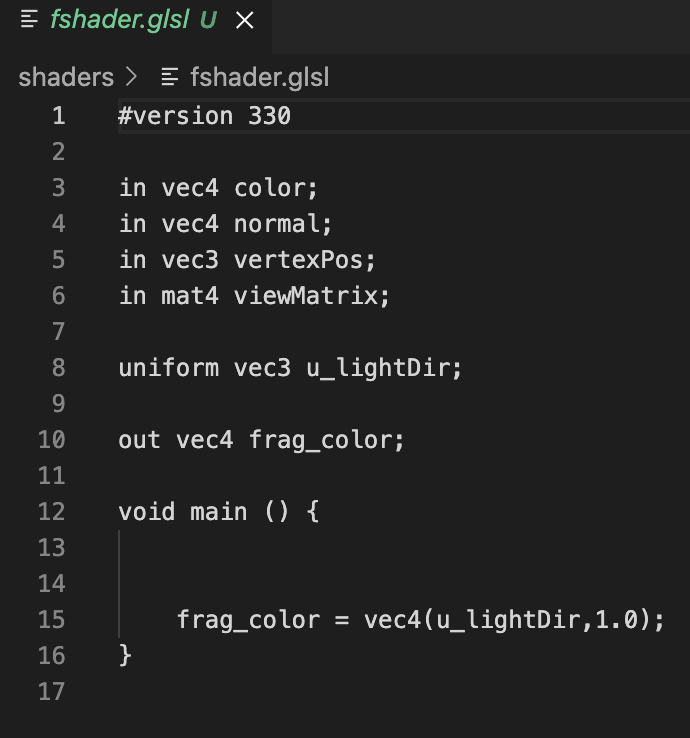 fshader.glsl U
shaders > fshader.glsl
1 #version 330
2
3 in vec4 color;
4 in vec4 normal;
5 in vec3 vertexPos;
6 in mat4 viewMatrix;
7
8 uniform vec3 u_lightDir;
9
10 out vec4 frag_color;
11
12 void main () {
13
14
15     frag_color = vec4(u_lightDir,1.0);
16 }
17